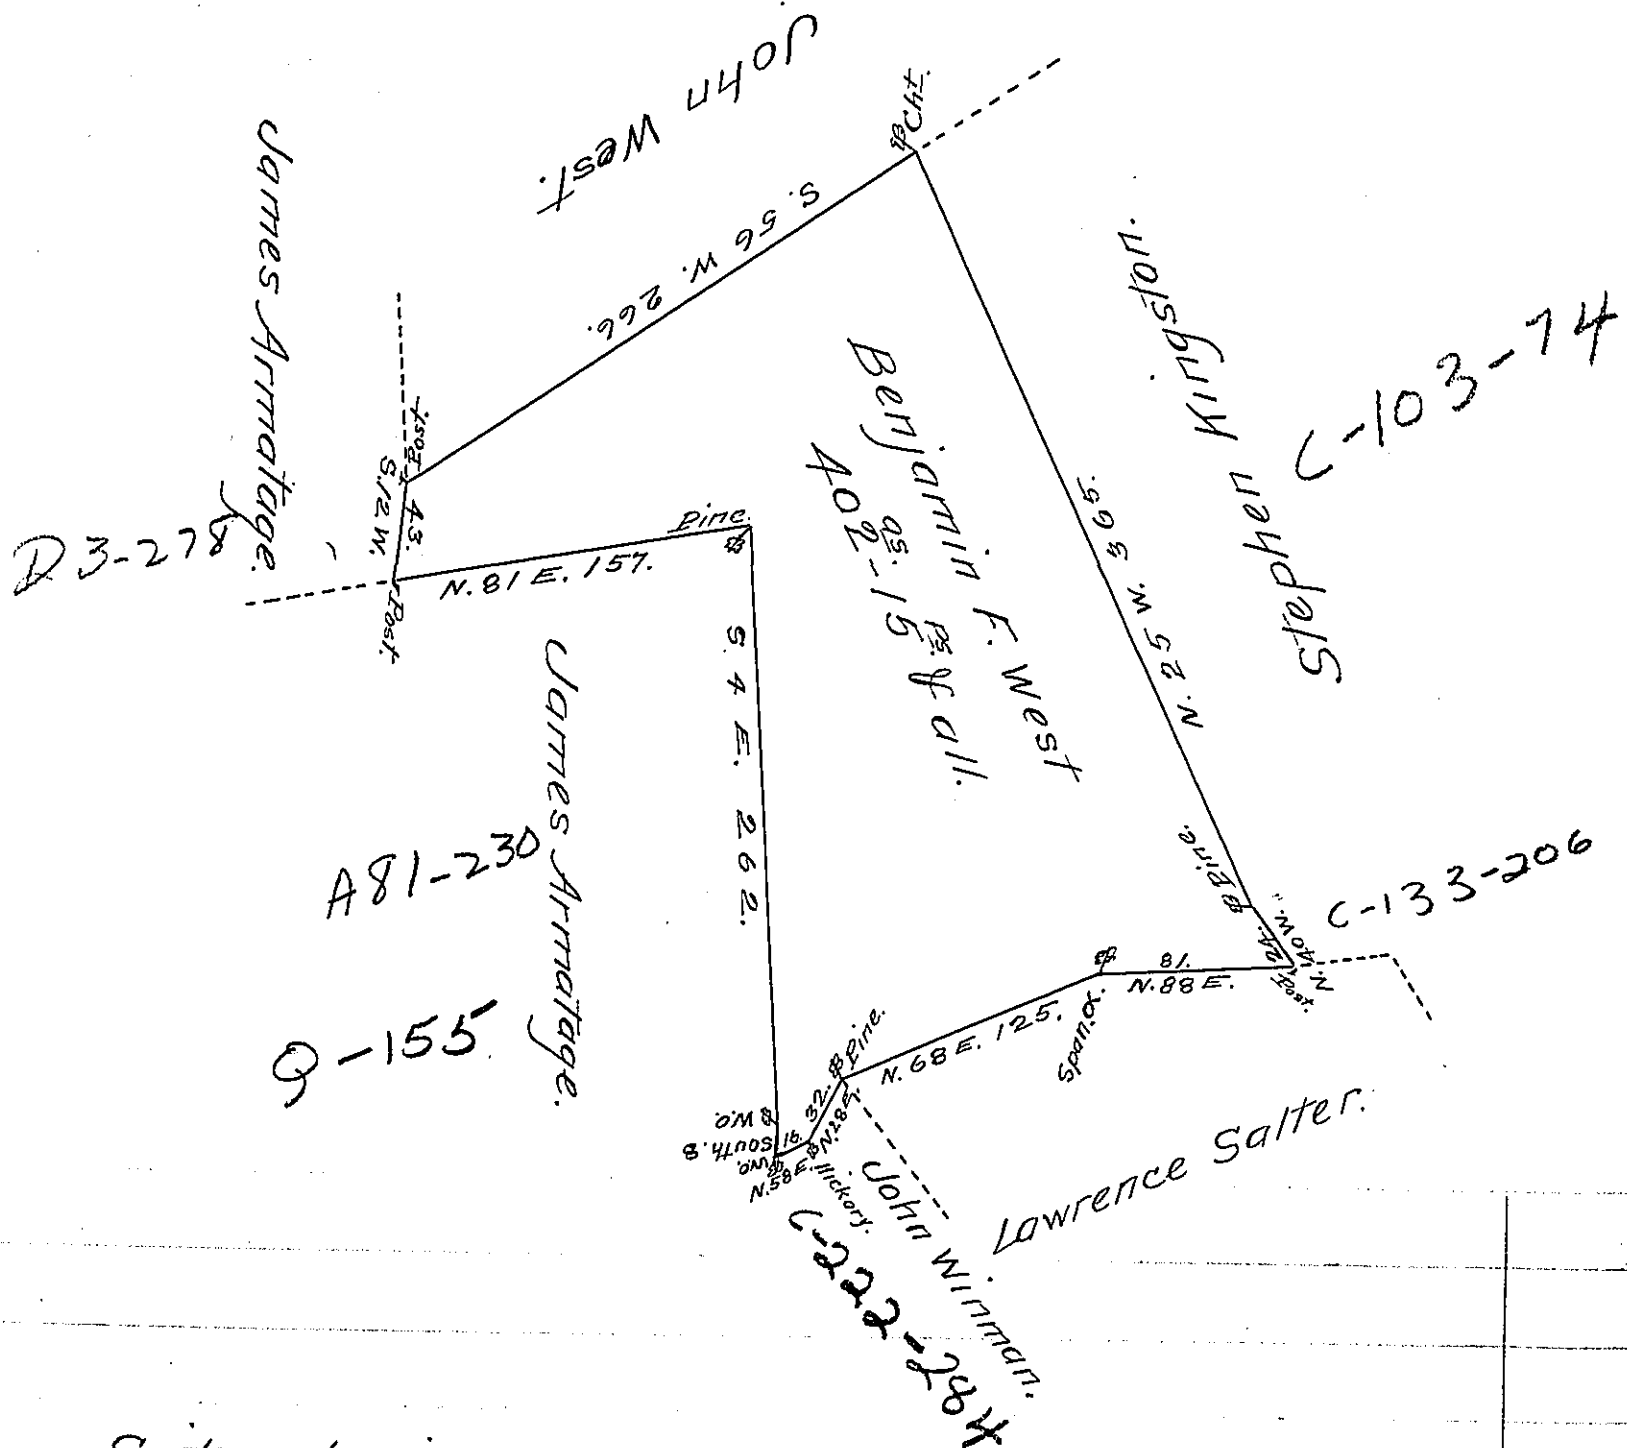 John West.
Cht.
James Armatage.
S. 56 W. 266.
Stephen Kingston.
C-103-74
Benjamin F. West
as. ps.
402-15 & all.
N. 25 W. 365.
Post.
S. 12 W. 43.
D3-278
Pine.
N. 81 E. 157.
Post.
S. 4 E. 262.
James Armatage.
A81-230
Q-155
Pine.
N. 40 W. 24.
Post.
C-133-206
81.
N. 88 E.
Span. O.
N. 68 E. 125.
Pine.
N. 28 E. 32.
W.O.
South. 8
W.O.
16.
N. 58 E.
Hickory.
John Winman.
C-222-284
Lawrence Salter.